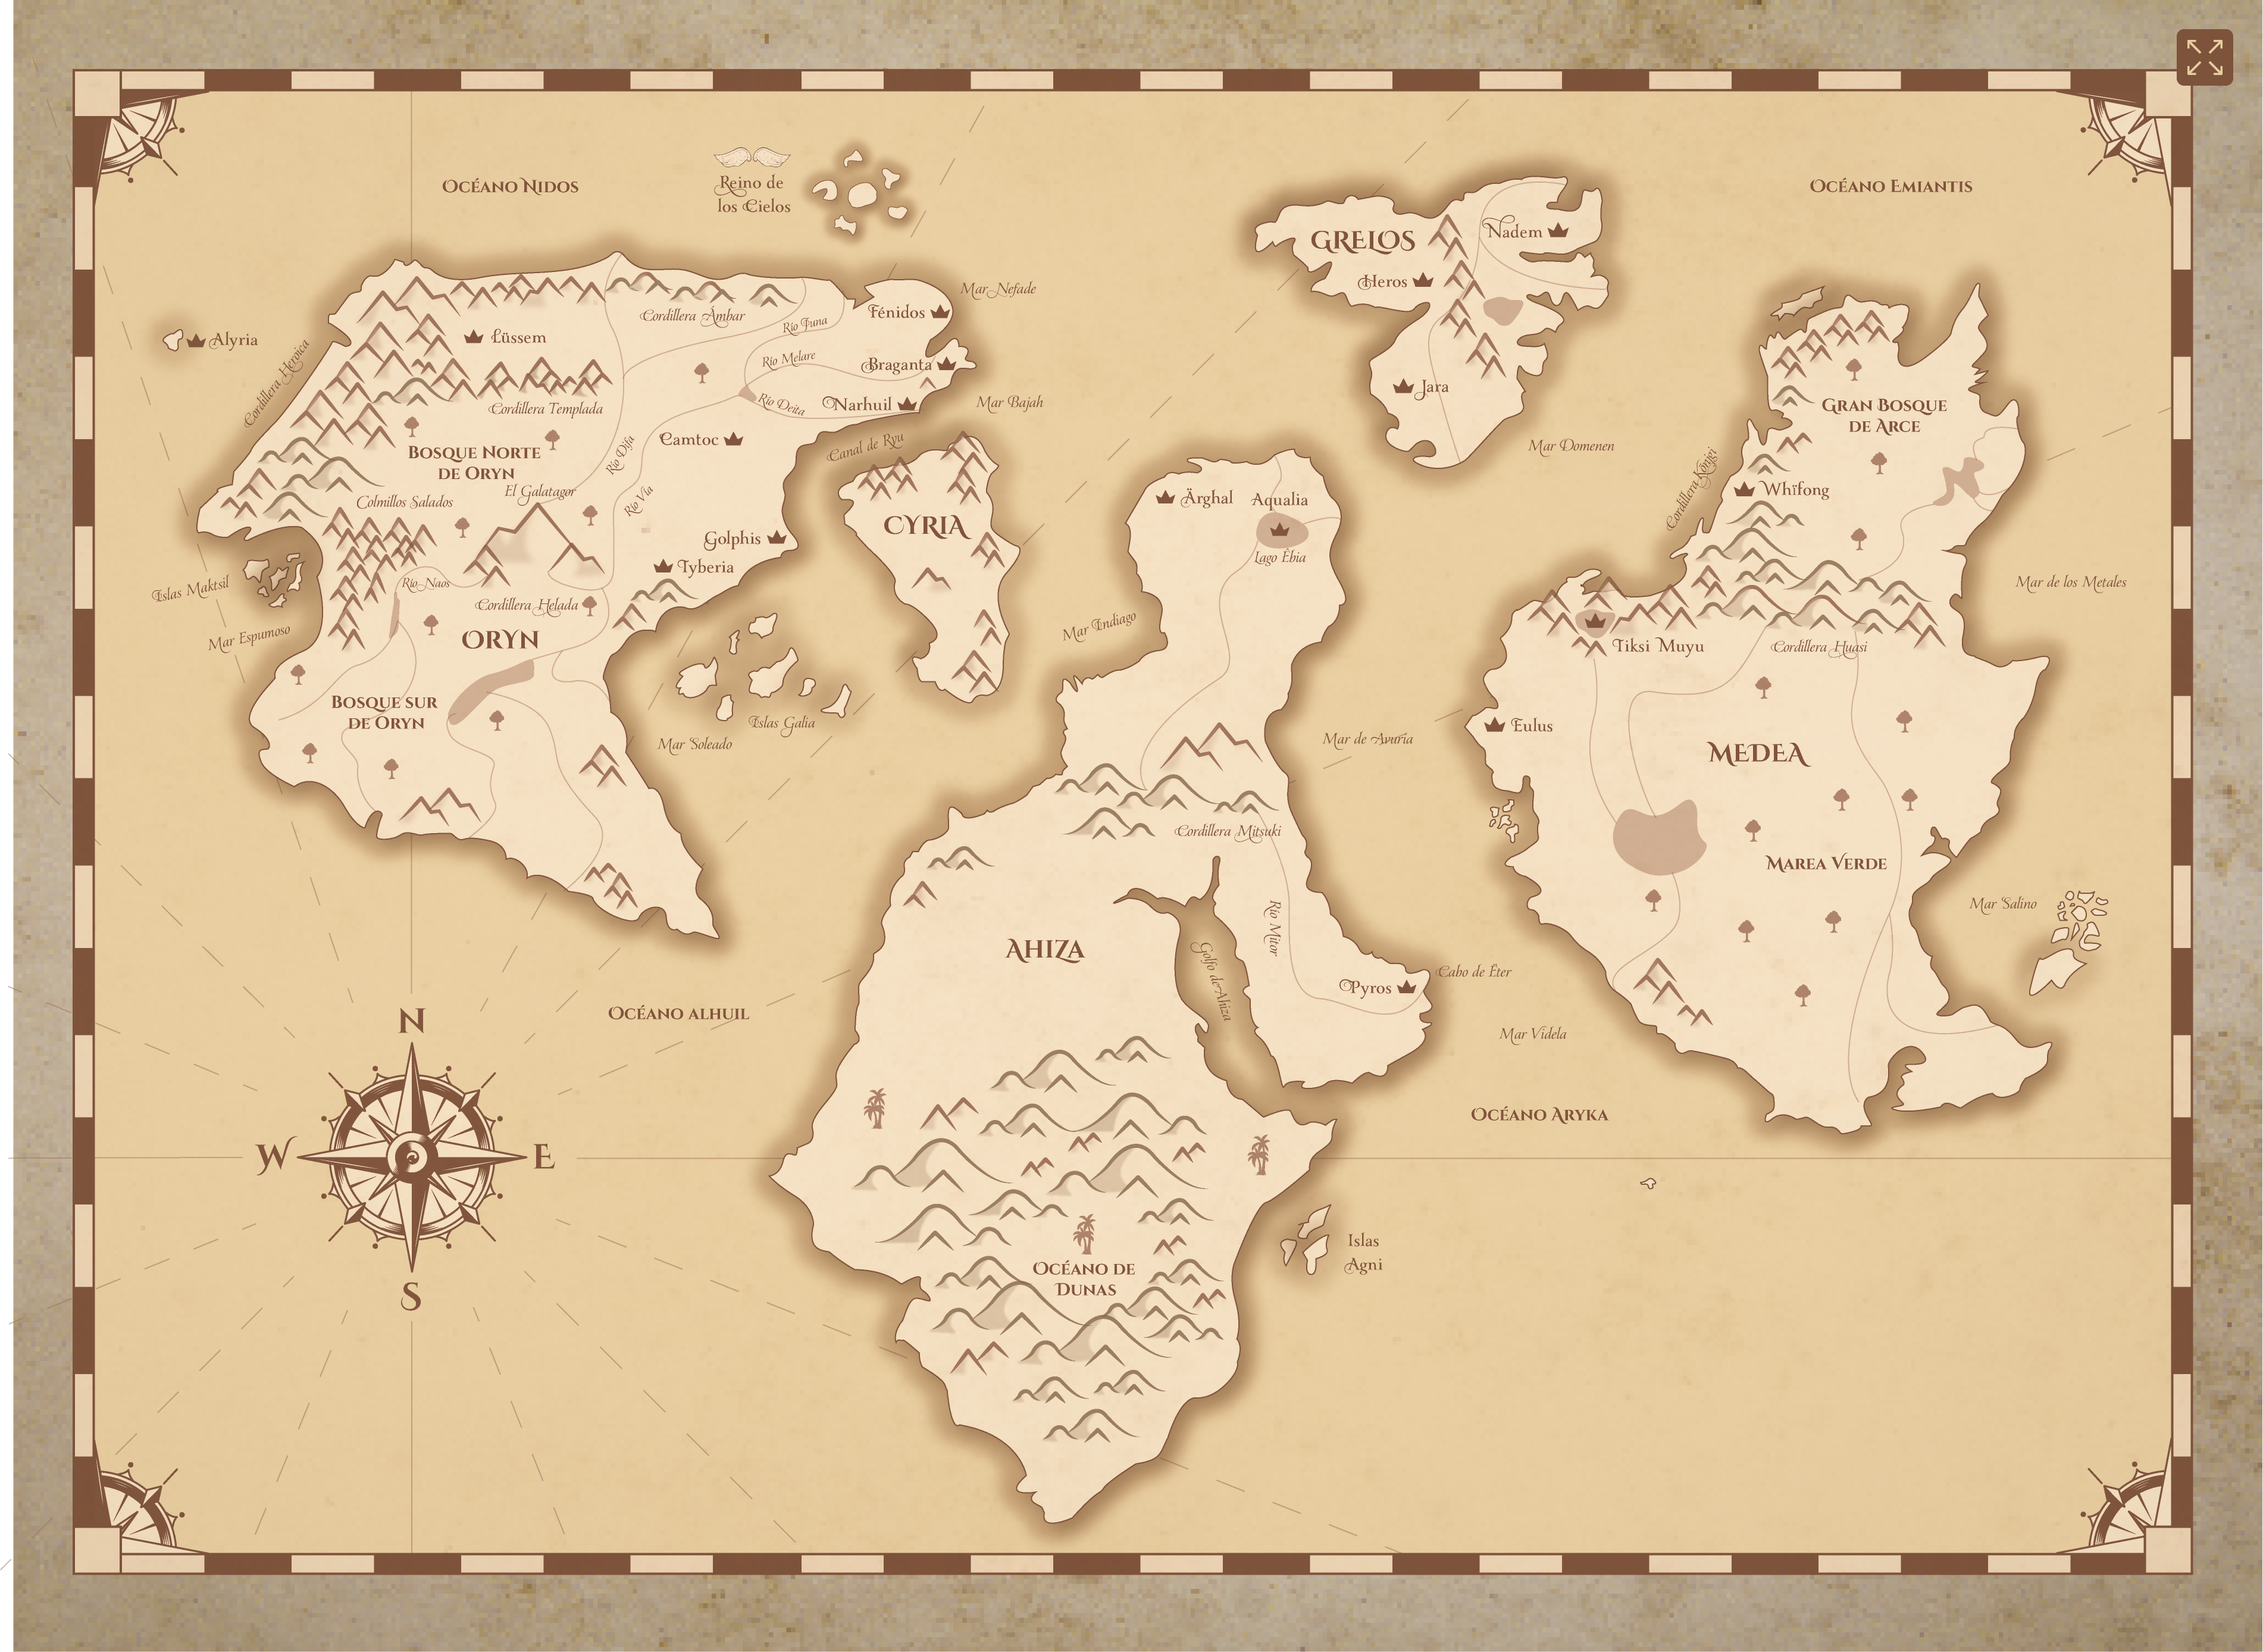 Océano Nidos
Reino de
los Cielos
Océano Emiantis
GRELOS
Nadem
Heros
Jara
Mar Nefade
Fénidos
Cordillera Ámbar
Río Juna
Lüssem
Alyria
Cordillera Heroica
Río Melare
Braganta
Río Deita
Narhuil
Mar Bajah
Cordillera Templada
Camtoc
Canal de Ryu
Mar Domenen
Gran Bosque
de Arce
Bosque Norte
de Oryn
Río Difa
El Galatagor
Colmillos Salados
Río Vía
Cordillera Könjei
Whïfong
Ärghal
Aqualia
Lago Ëbia
CYRIA
Golphis
Tyberia
Islas Maktsil
Río Naos
Cordillera Helada
Mar de los Metales
Mar Espumoso
ORYN
Mar Indiago
Tiksi Muyu
Cordillera Huasi
Bosque sur
de Oryn
Islas Galia
Mar Soleado
Mar de Avuria
Eulus
MEDEA
Cordillera Mitsuki
Marea Verde
Mar Salino
Río Mitor
AHIZA
Golfo de Ahiza
Cabo de Éter
Pyros
Océano alhuil
Mar Videla
Océano Aryka
N
W
E
S
Islas
Agni
Océano de
Dunas